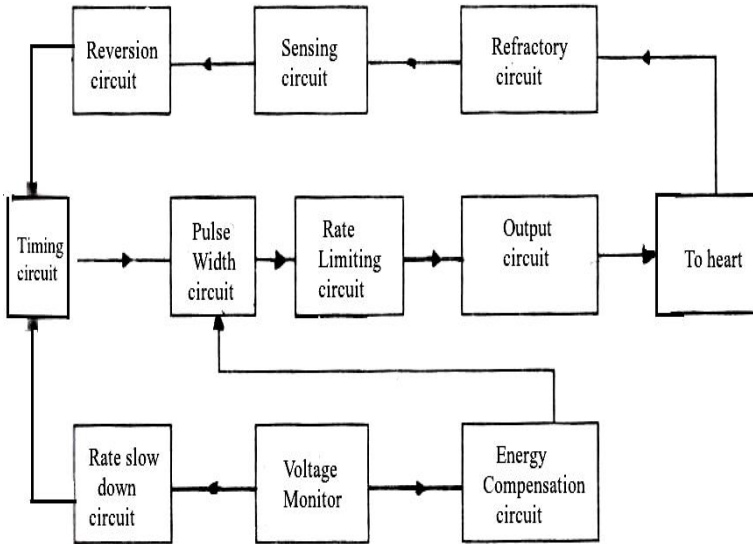 Reversion
circuit
Sensing
circuit
Refractory
circuit
Timing
circuit
Pulse
Width
circuit
Rate
Limiting
circuit
Output
circuit
To heart
Rate slow
down
circuit
Voltage
Monitor
Energy
Compensation
circuit